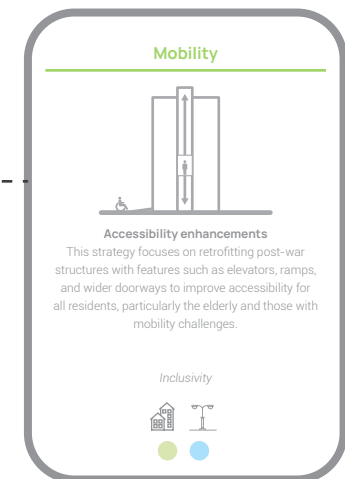 Mobility
Accessibility enhancements
This strategy focuses on retrofitting post-war
structures with features such as elevators, ramps,
and wider doorways to improve accessibility for
all residents, particularly the elderly and those with
mobility challenges.
Inclusivity